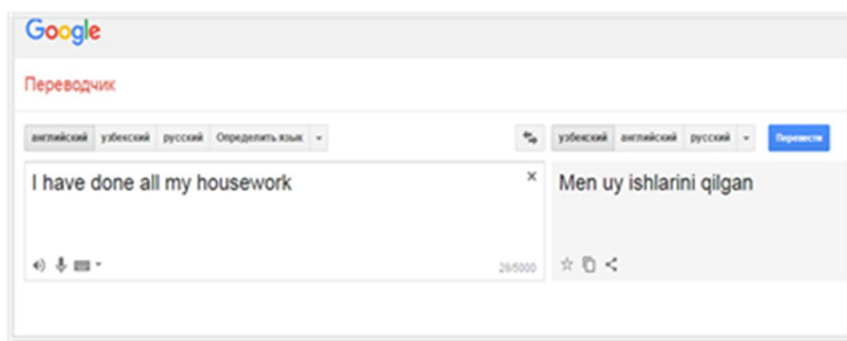 Google
Переводчик
английский узбекский русский Определить язык
узбекский английский русский Перевести
I have done all my housework
Men uy ishlarini qilgan
28/5000